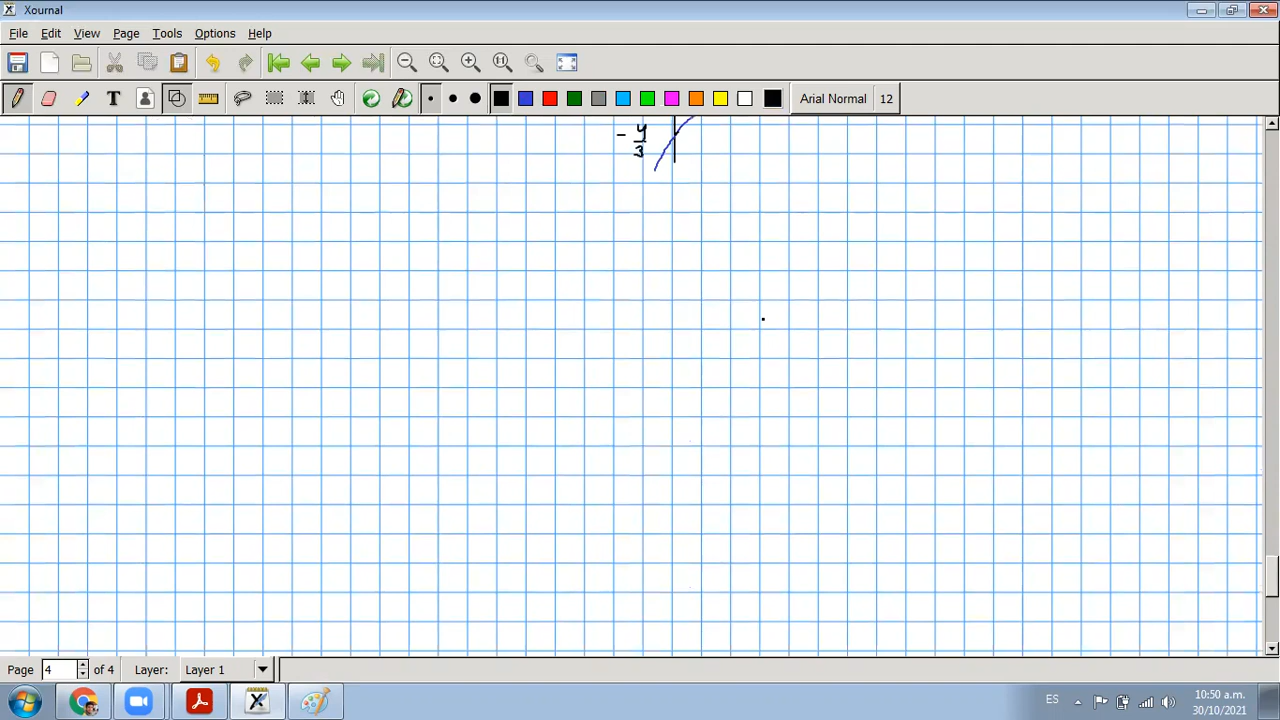 Xournal
File Edit View Page Tools Options Help
T Arial Normal 12
- 4/3
Page 4 of 4 Layer: Layer 1
ES 10:50 a.m.
30/10/2021